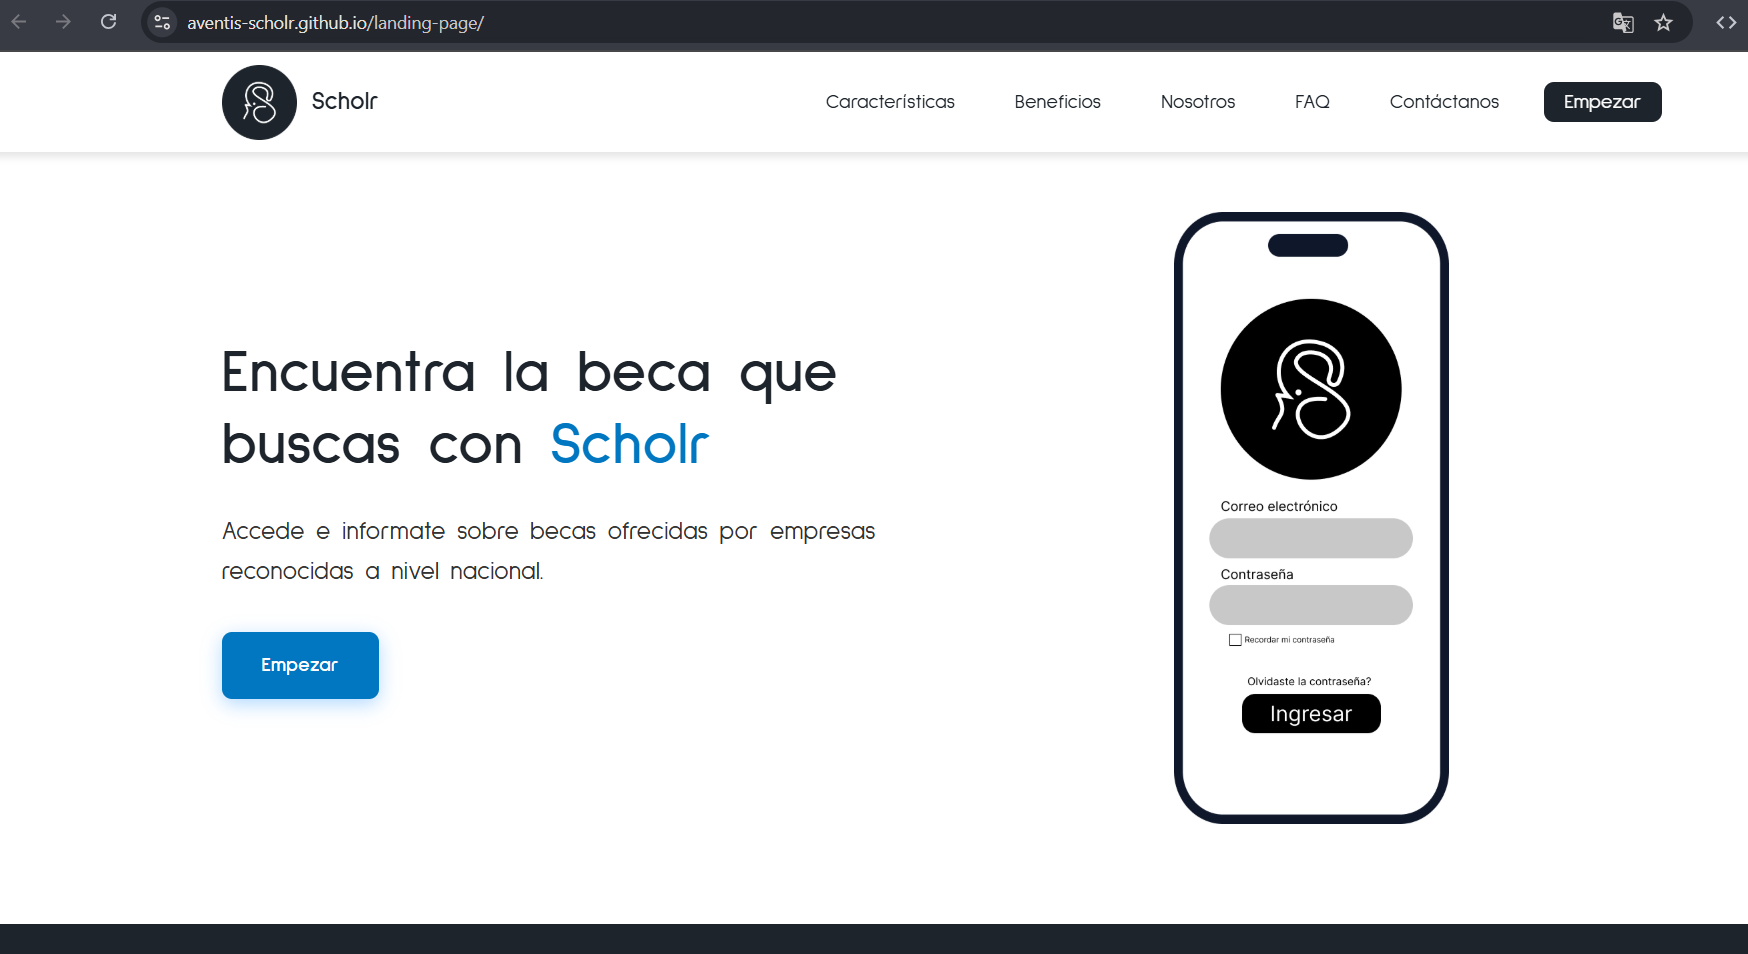 aventis-scholr.github.io/landing-page/
Scholr
Características
Beneficios
Nosotros
FAQ
Contáctanos
Empezar
Encuentra la beca que
buscas con Scholr
Accede e informate sobre becas ofrecidas por empresas
reconocidas a nivel nacional.
Empezar
Correo electrónico
Contraseña
Recordar mi contraseña
Olvidaste la contraseña?
Ingresar